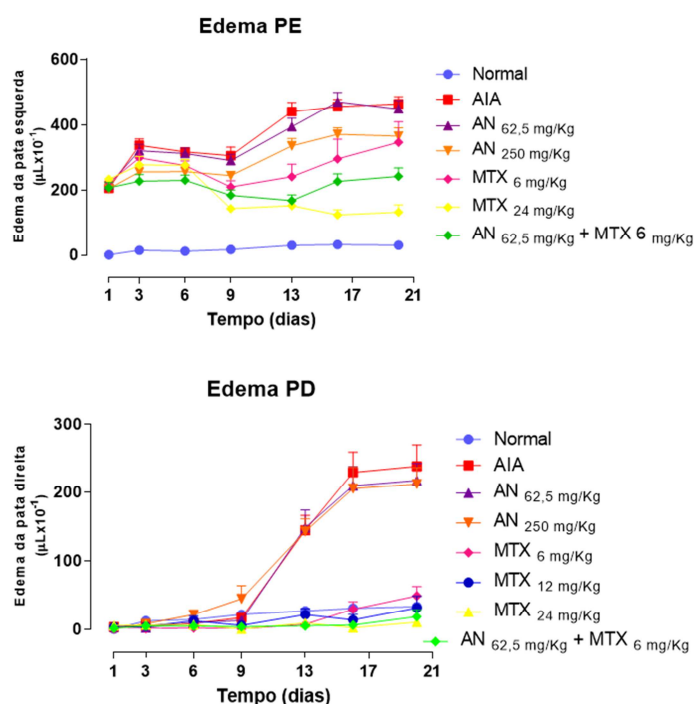 Edema PE
Edema da pata esquerda
(µLx10⁻¹)
600
400
200
0
1 3 6 9 13 17 21
Tempo (dias)
Normal
AIA
AN 62,5 mg/Kg
AN 250 mg/Kg
MTX 6 mg/Kg
MTX 24 mg/Kg
AN 62,5 mg/Kg + MTX 6 mg/Kg
Edema PD
Edema da pata direita
(µLx10⁻¹)
300
200
100
0
1 3 6 9 13 17 21
Tempo (dias)
Normal
AIA
AN 62,5 mg/Kg
AN 250 mg/Kg
MTX 6 mg/Kg
MTX 12 mg/Kg
MTX 24 mg/Kg
AN 62,5 mg/Kg + MTX 6 mg/Kg